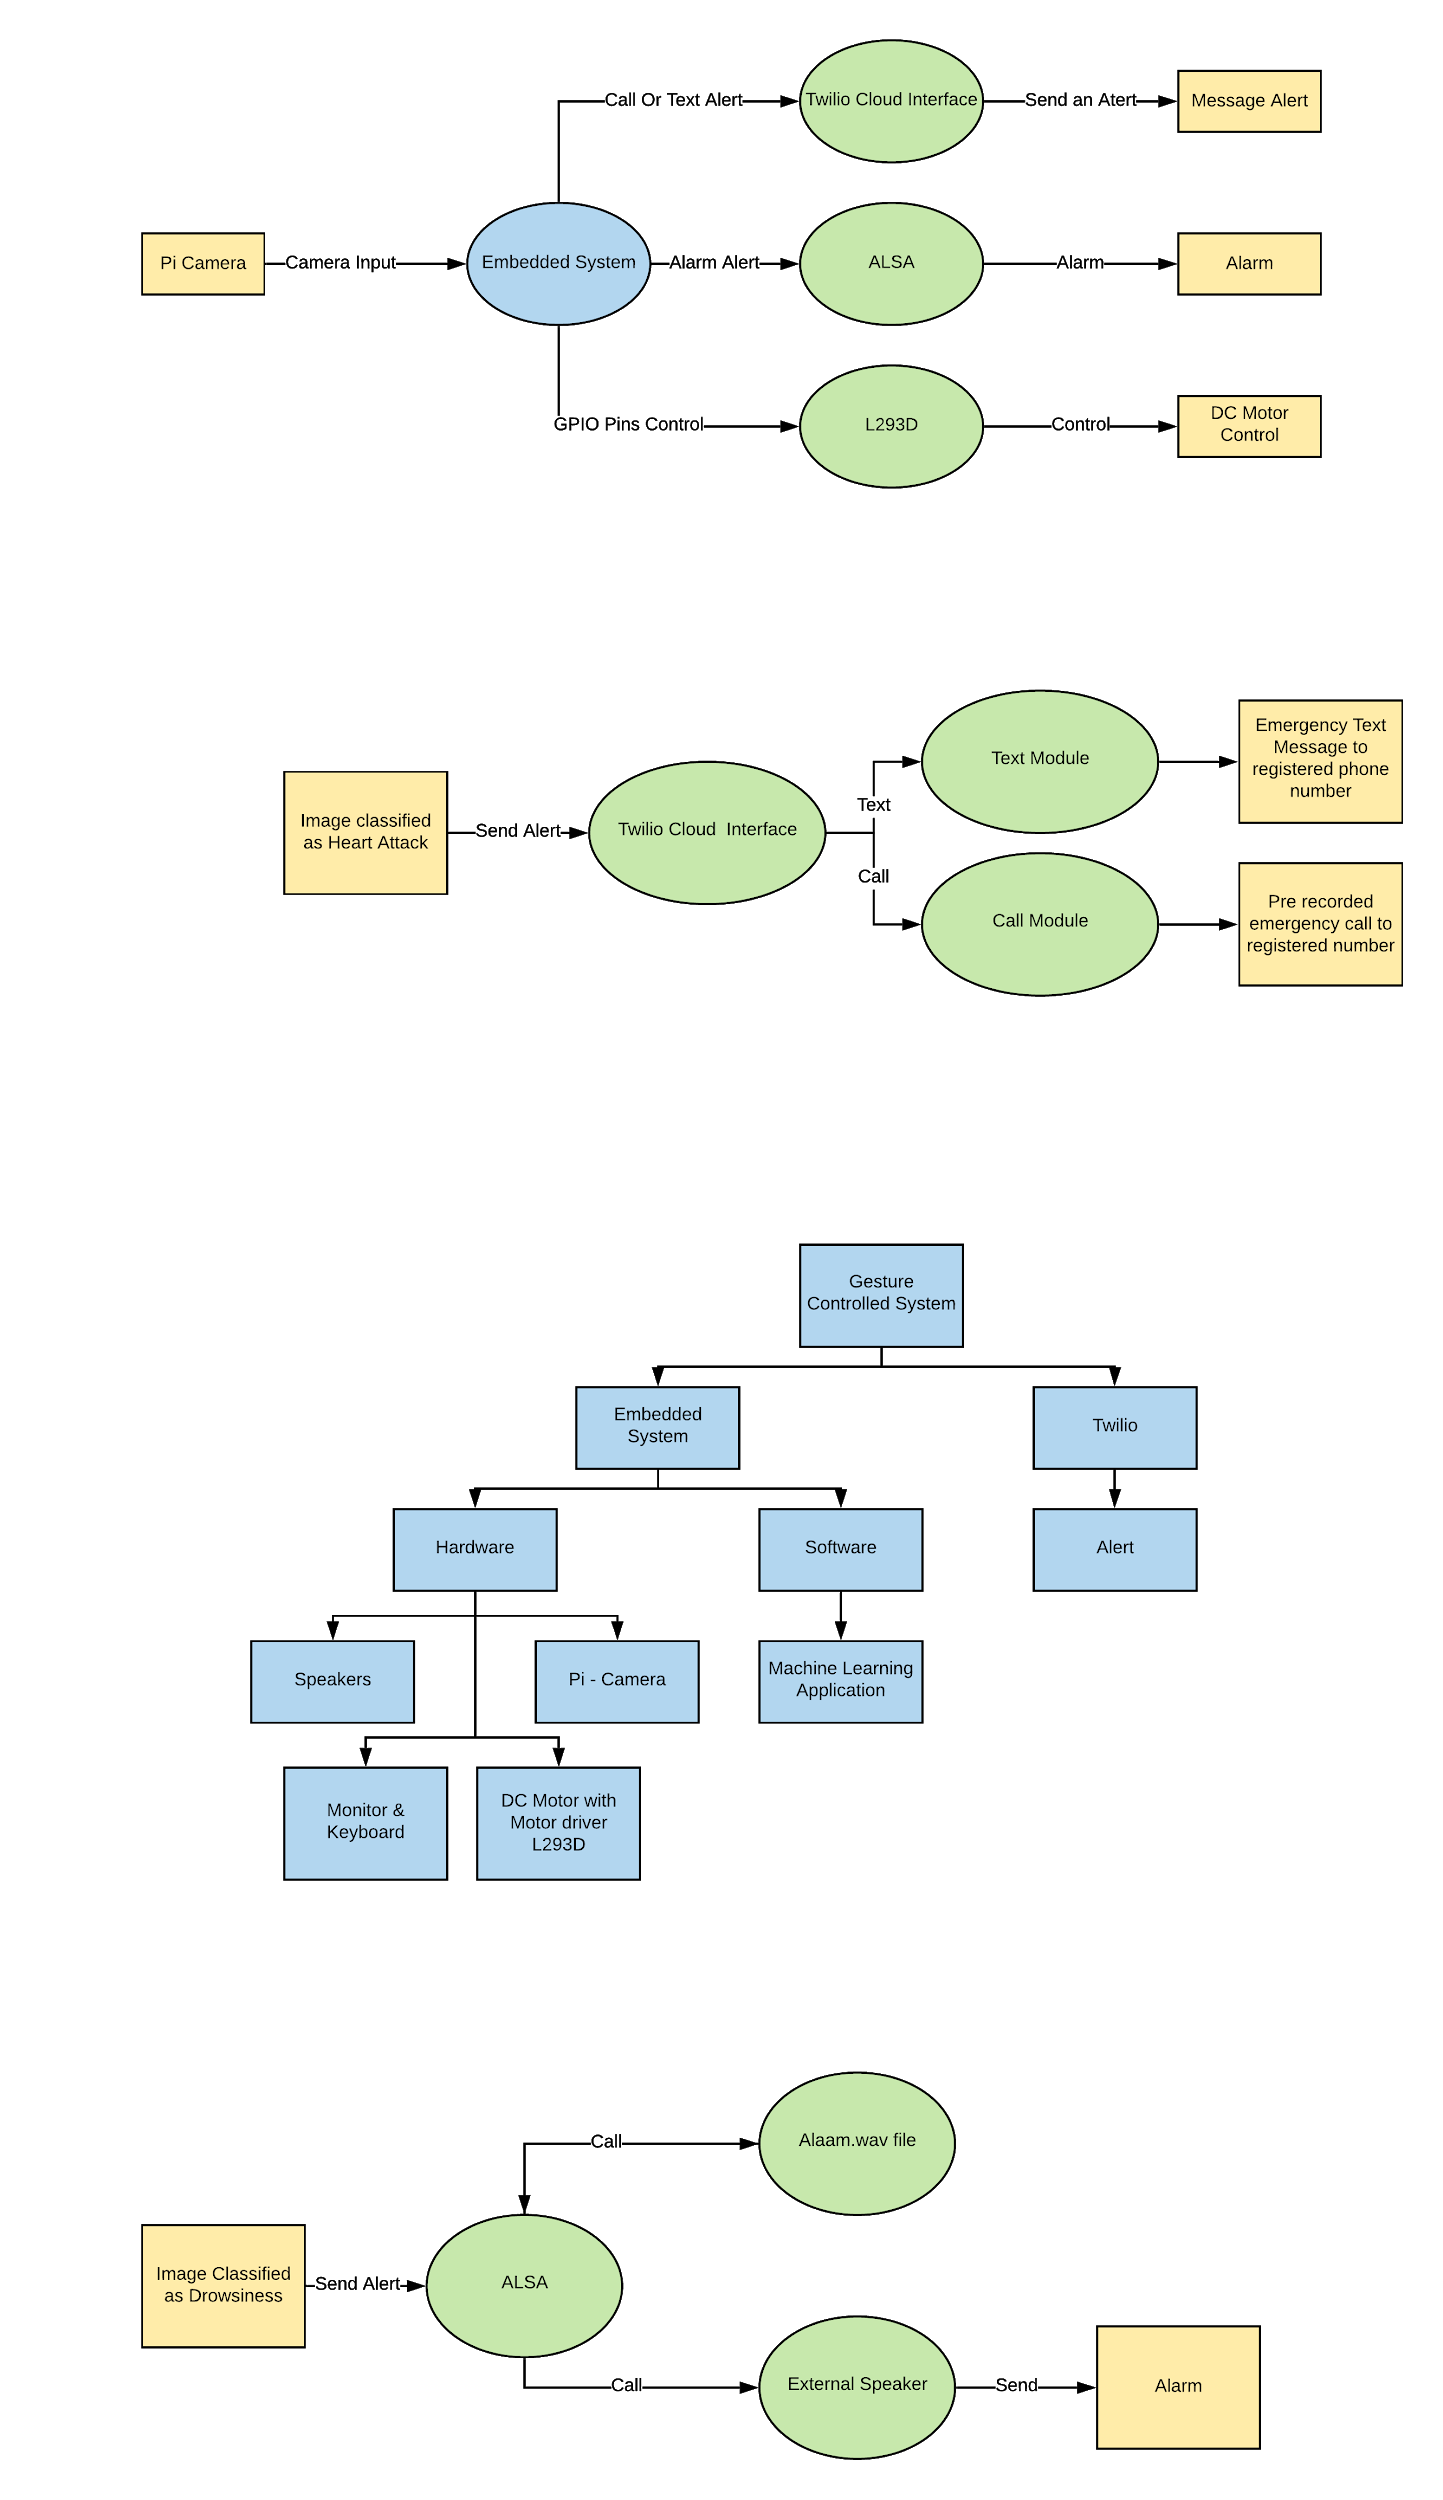 Call Or Text Alert
Twilio Cloud Interface
Send an Atert
Message Alert
Pi Camera
Camera Input
Embedded System
Alarm Alert
ALSA
Alarm
Alarm
GPIO Pins Control
L293D
Control
DC Motor
Control
Image classified
as Heart Attack
Send Alert
Twilio Cloud  Interface
Text
Text Module
Emergency Text
Message to
registered phone
number
Call
Call Module
Pre recorded
emergency call to
registered number
Gesture
Controlled System
Embedded
System
Twilio
Hardware
Software
Alert
Speakers
Pi - Camera
Machine Learning
Application
Monitor &
Keyboard
DC Motor with
Motor driver
L293D
Call
Alaam.wav file
Image Classified
as Drowsiness
Send Alert
ALSA
Call
External Speaker
Send
Alarm